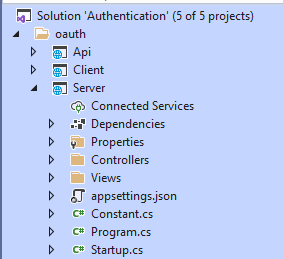 Solution 'Authentication' (5 of 5 projects)
oauth
Api
Client
Server
Connected Services
Dependencies
Properties
Controllers
Views
appsettings.json
C# Constant.cs
C# Program.cs
C# Startup.cs